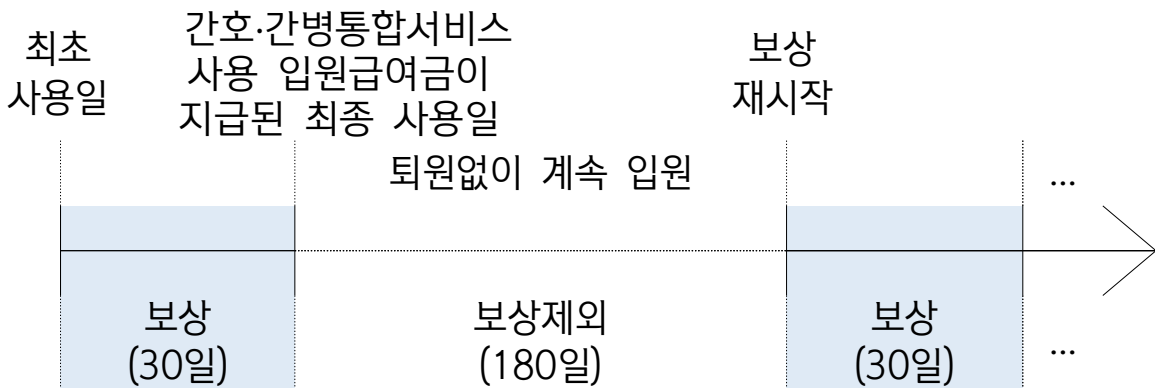 최초
사용일
간호·간병통합서비스
사용 입원급여금이
지급된 최종 사용일
보상
재시작
퇴원없이 계속 입원
...
보상
(30일)
보상제외
(180일)
보상
(30일)
...